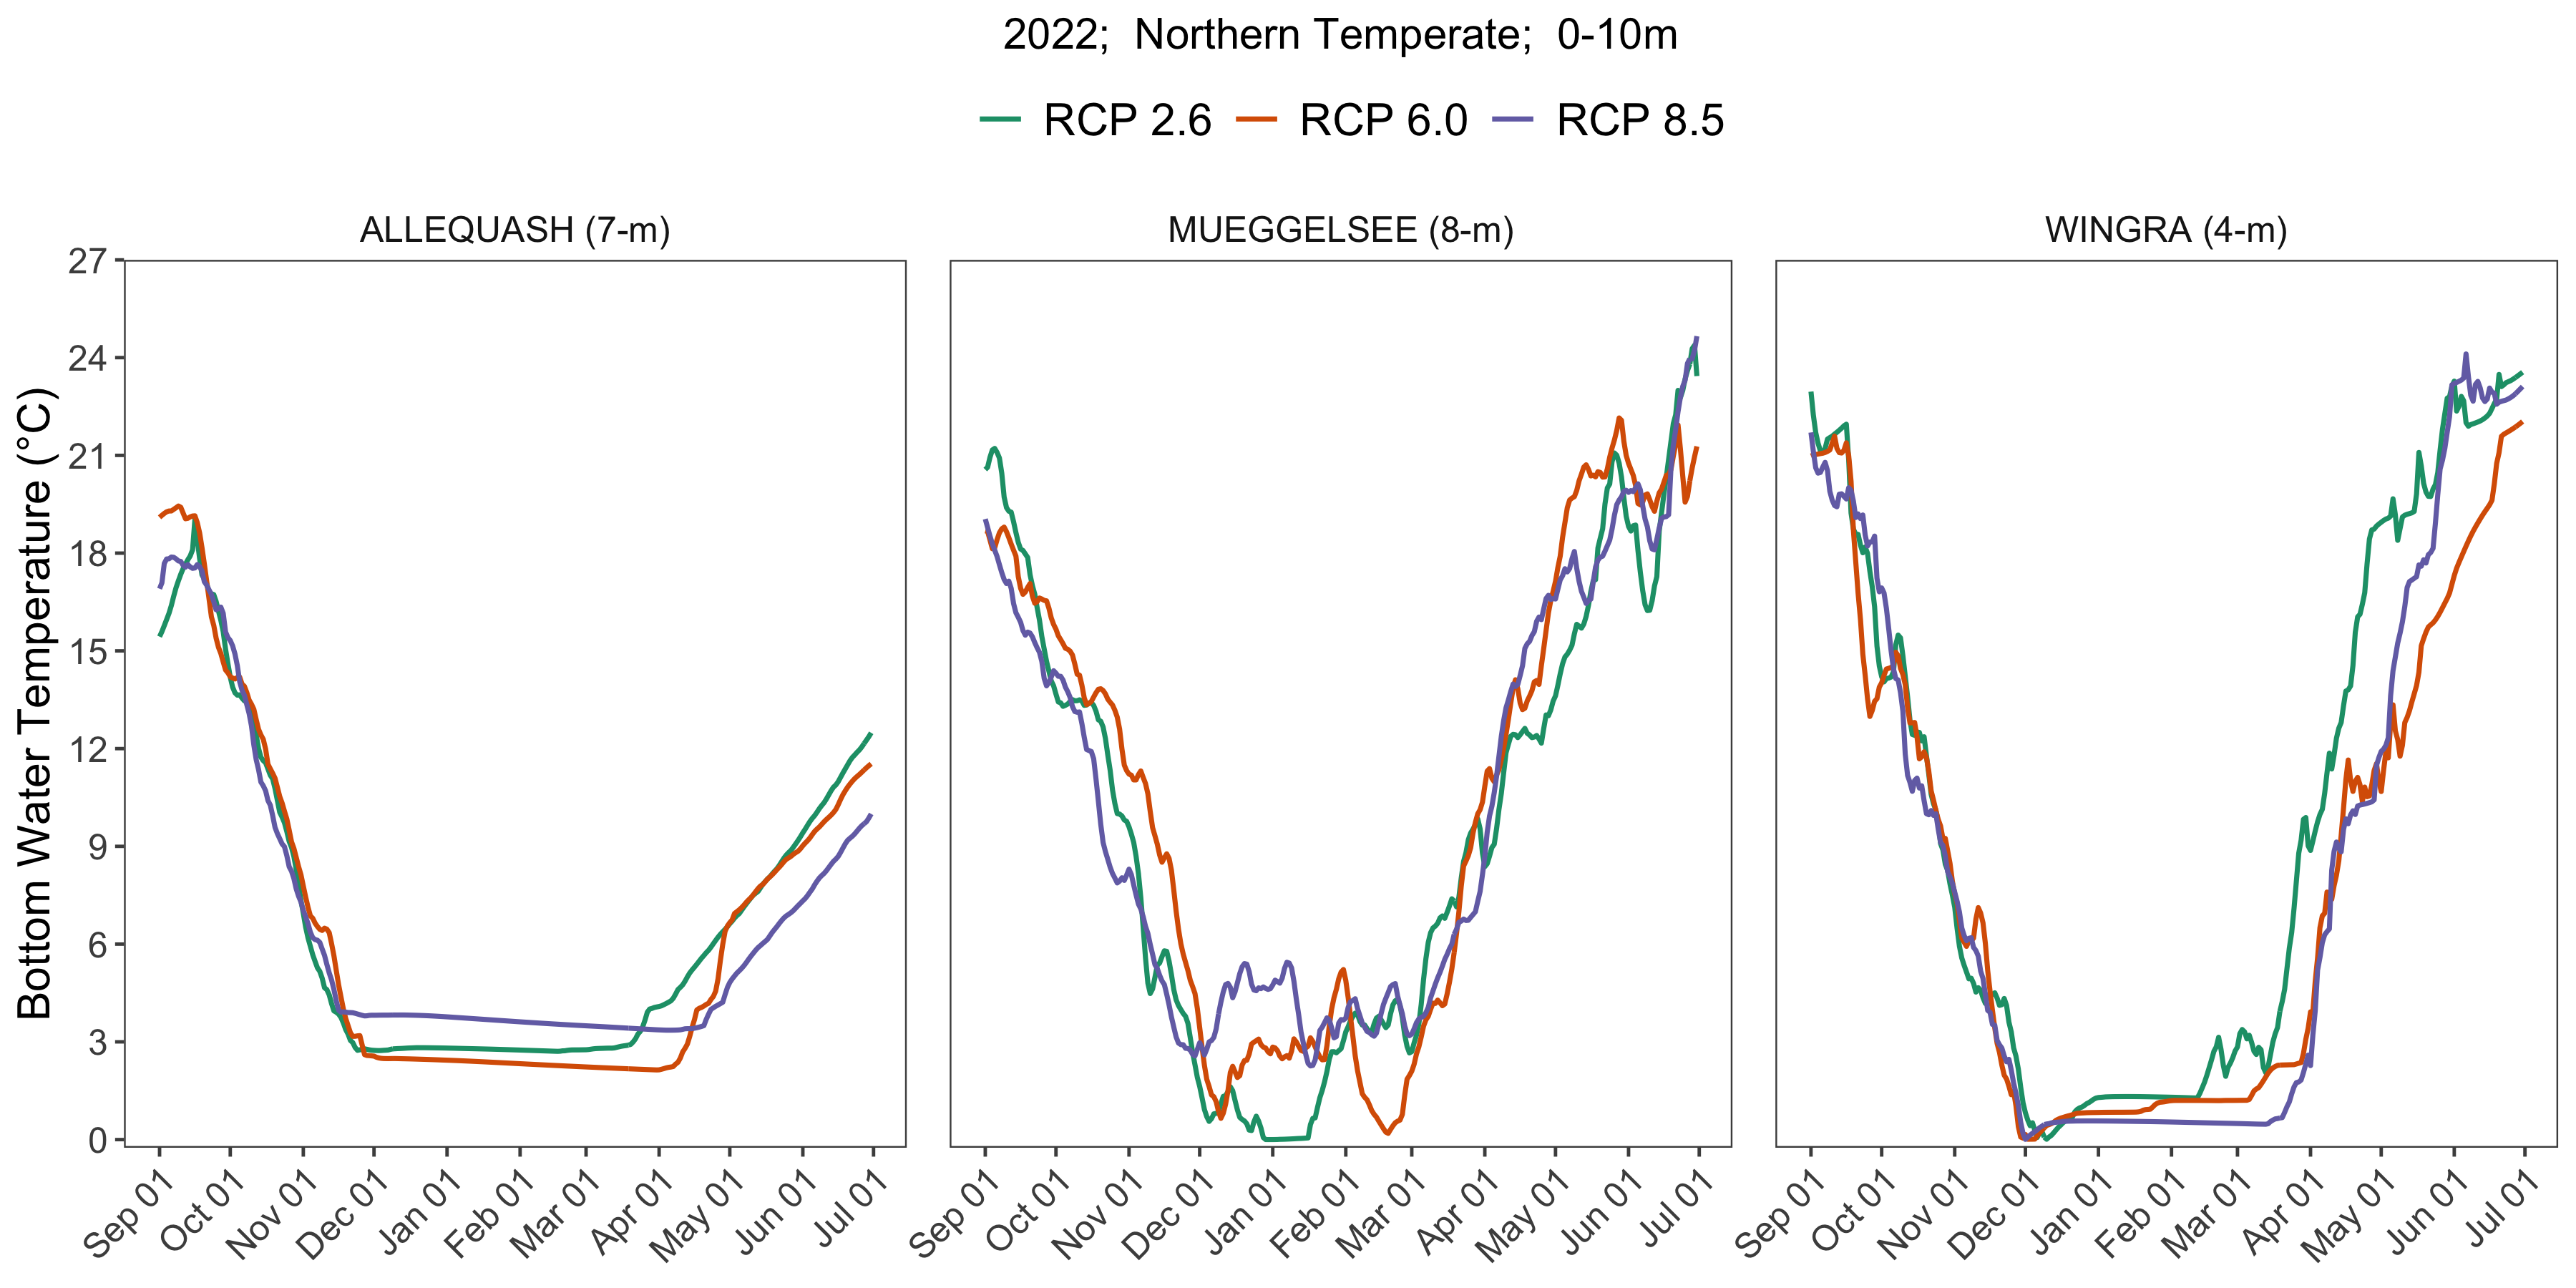 2022;  Northern Temperate;  0-10m
RCP 2.6 RCP 6.0 RCP 8.5
ALLEQUASH (7-m) MUEGGELSEE (8-m) WINGRA (4-m)
Bottom Water Temperature (°C)
27
24
21
18
15
12
9
6
3
0
Sep 01 Oct 01 Nov 01 Dec 01 Jan 01 Feb 01 Mar 01 Apr 01 May 01 Jun 01 Jul 01 Sep 01 Oct 01 Nov 01 Dec 01 Jan 01 Feb 01 Mar 01 Apr 01 May 01 Jun 01 Jul 01 Sep 01 Oct 01 Nov 01 Dec 01 Jan 01 Feb 01 Mar 01 Apr 01 May 01 Jun 01 Jul 01